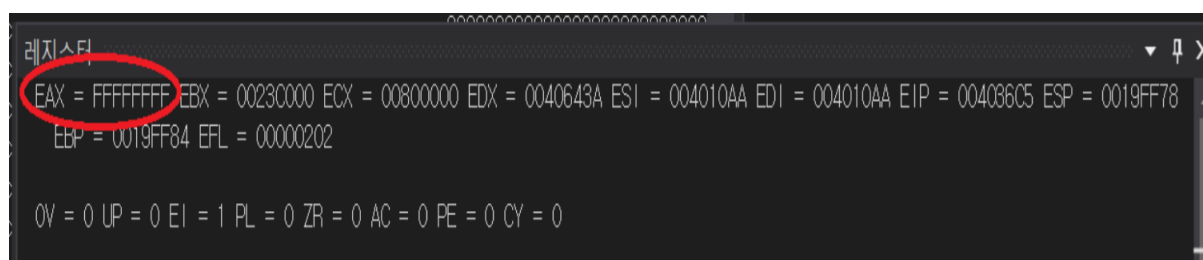 레지스터
EAX = FFFFFFFF EBX = 0023C000 ECX = 00800000 EDX = 0040643A ESI = 004010AA EDI = 004010AA EIP = 004036C5 ESP = 0019FF78
EBP = 0019FF84 EFL = 00000202
OV = 0 UP = 0 EI = 1 PL = 0 ZR = 0 AC = 0 PE = 0 CY = 0